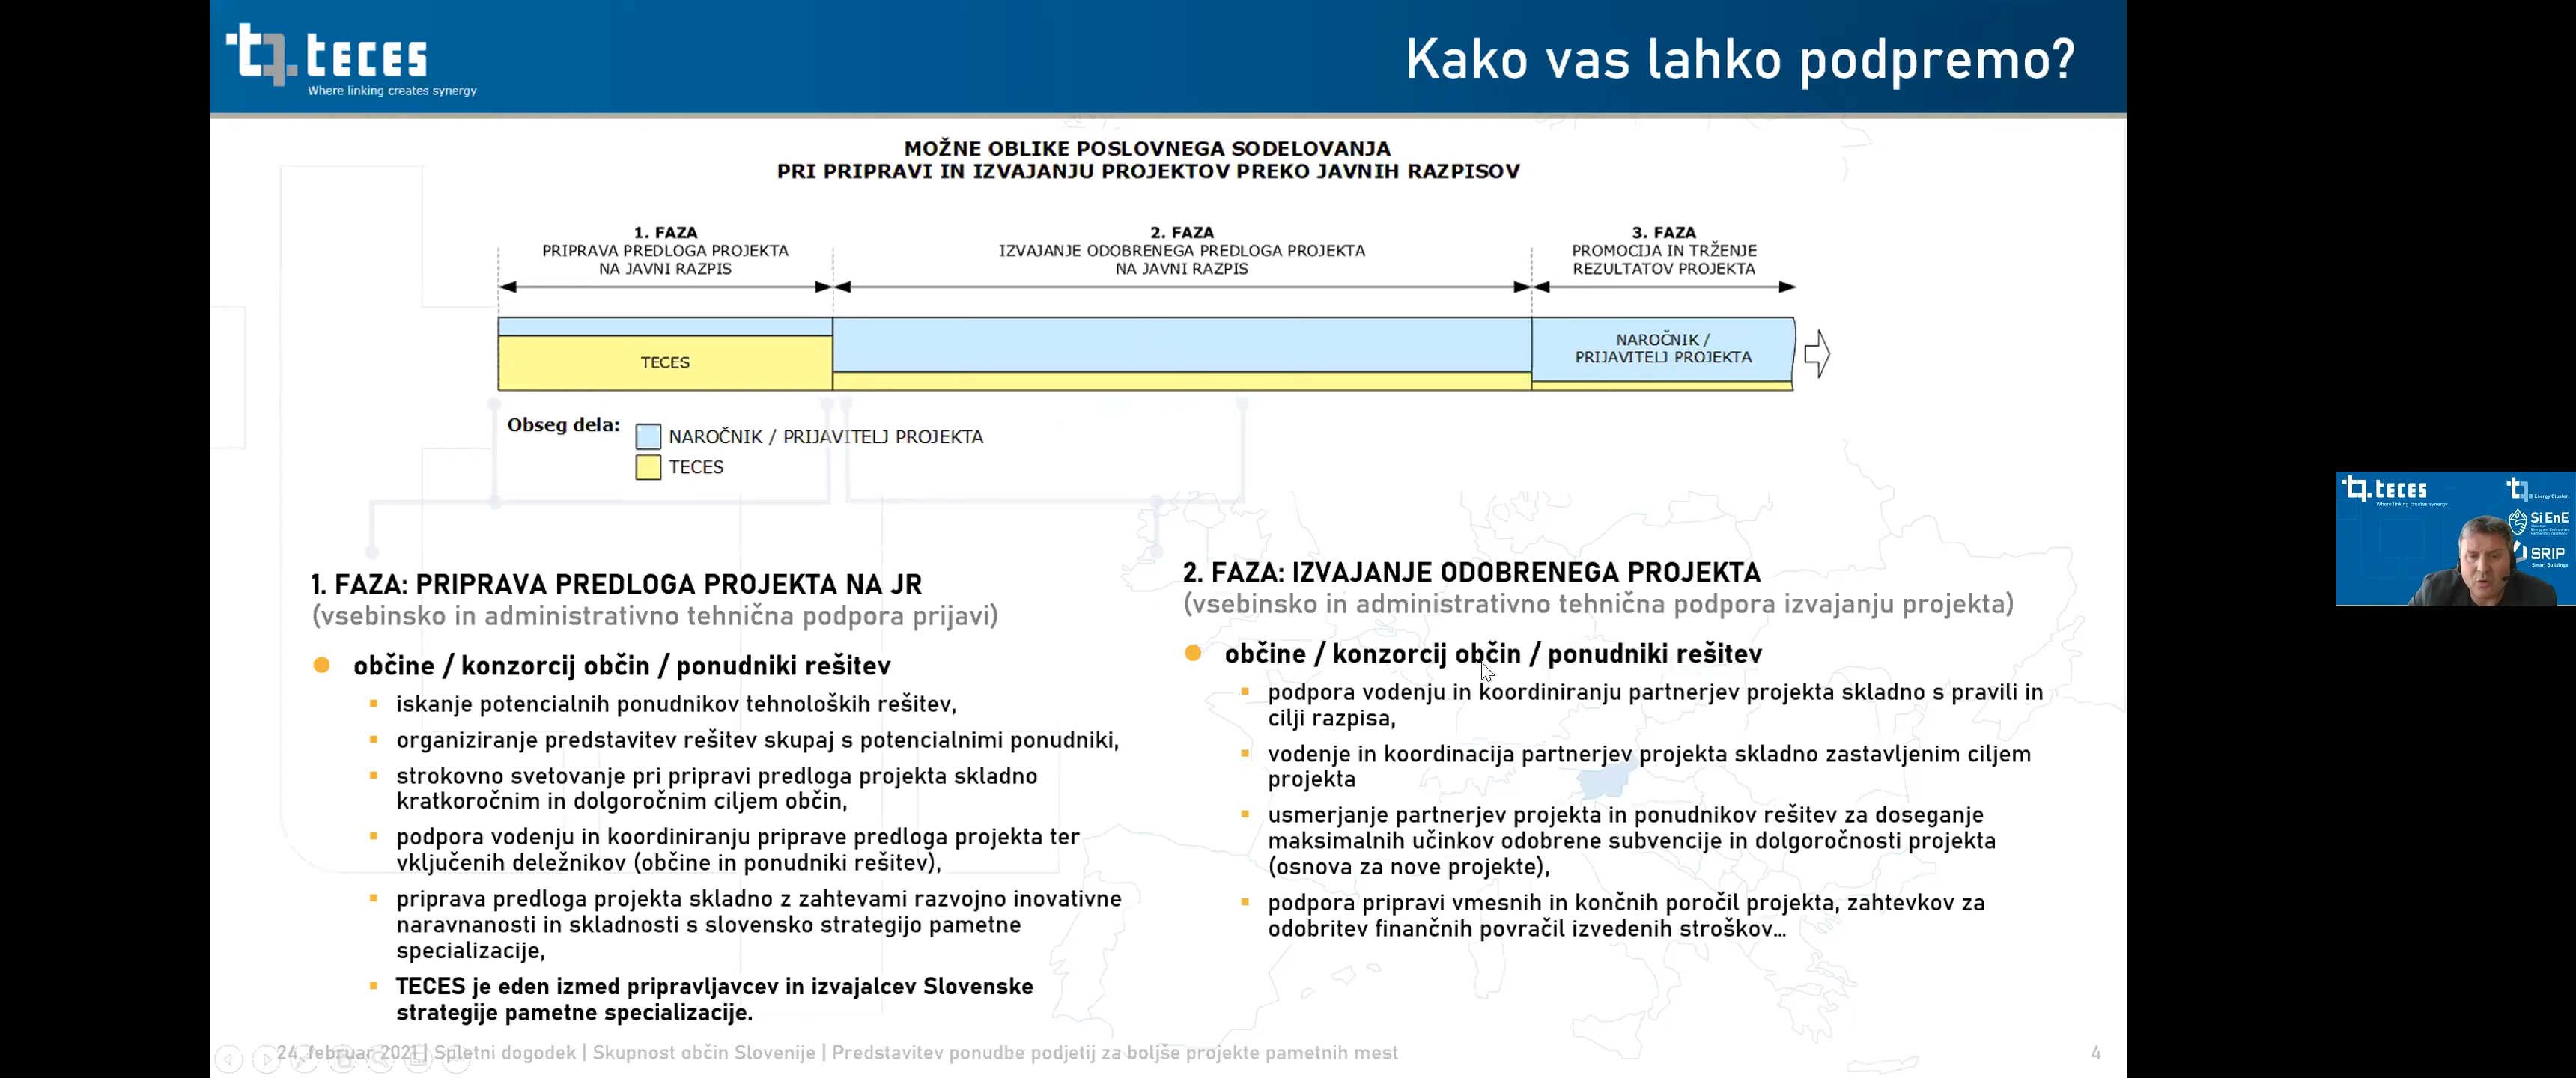 teces
Where linking creates synergy
Kako vas lahko podpremo?
MOŽNE OBLIKE POSLOVNEGA SODELOVANJA
PRI PRIPRAVI IN IZVAJANJU PROJEKTOV PREKO JAVNIH RAZPISOV
1. FAZA
PRIPRAVA PREDLOGA PROJEKTA
NA JAVNI RAZPIS
2. FAZA
IZVAJANJE ODOBRENEGA PREDLOGA PROJEKTA
NA JAVNI RAZPIS
3. FAZA
PROMOCIJA IN TRŽENJE
REZULTATOV PROJEKTA
TECES
NAROČNIK /
PRIJAVITELJ PROJEKTA
Obseg dela:
NAROČNIK / PRIJAVITELJ PROJEKTA
TECES
1. FAZA: PRIPRAVA PREDLOGA PROJEKTA NA JR
(vsebinsko in administrativno tehnična podpora prijavi)
občine / konzorcij občin / ponudniki rešitev
iskanje potencialnih ponudnikov tehnoloških rešitev,
organiziranje predstavitev rešitev skupaj s potencialnimi ponudniki,
strokovno svetovanje pri pripravi predloga projekta skladno
kratkoročnim in dolgoročnim ciljem občin,
podpora vodenju in koordiniranju priprave predloga projekta ter
vključenih deležnikov (občine in ponudniki rešitev),
priprava predloga projekta skladno z zahtevami razvojno inovativne
naravnanosti in skladnosti s slovensko strategijo pametne
specializacije,
TECES je eden izmed pripravljavcev in izvajalcev Slovenske
strategije pametne specializacije.
2. FAZA: IZVAJANJE ODOBRENEGA PROJEKTA
(vsebinsko in administrativno tehnična podpora izvajanju projekta)
občine / konzorcij občin / ponudniki rešitev
podpora vodenju in koordiniranju partnerjev projekta skladno s pravili in
cilji razpisa,
vodenje in koordinacija partnerjev projekta skladno zastavljenim ciljem
projekta
usmerjanje partnerjev projekta in ponudnikov rešitev za doseganje
maksimalnih učinkov odobrene subvencije in dolgoročnosti projekta
(osnova za nove projekte),
podpora pripravi vmesnih in končnih poročil projekta, zahtevkov za
odobritev finančnih povračil izvedenih stroškov…
24. februar 2021 | Spletni dogodek | Skupnost občin Slovenije | Predstavitev ponudbe podjetij za boljše projekte pametnih mest
4
teces
Where linking creates synergy
Energy Cluster
SiEnE
SRIP
Smart Buildings